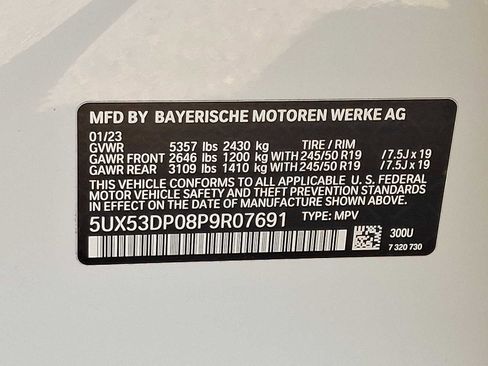 MFD BY BAYERISCHE MOTOREN WERKE AG
01/23
GVWR 5357 lbs 2430 kg TIRE / RIM
GAWR FRONT 2646 lbs 1200 kg WITH 245/50 R19 / 7.5J x 19
GAWR REAR 3109 lbs 1410 kg WITH 245/50 R19 / 7.5J x 19
THIS VEHICLE CONFORMS TO ALL APPLICABLE U. S. FEDERAL
MOTOR VEHICLE SAFETY AND THEFT PREVENTION STANDARDS
IN EFFECT ON THE DATE OF MANUFACTURE SHOWN ABOVE.
5UX53DP08P9R07691 TYPE: MPV
300U
7 320 730